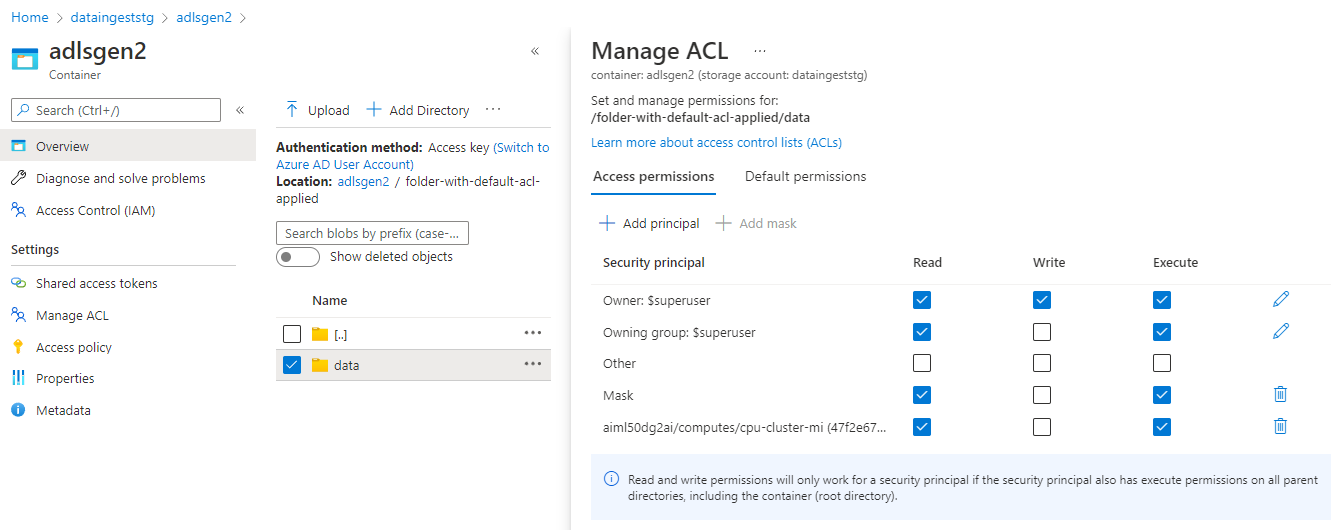 Home > dataingeststg > adlsgen2 >
adlsgen2
Container
«
Search (Ctrl+/)
«
Overview
Diagnose and solve problems
Access Control (IAM)
Settings
Shared access tokens
Manage ACL
Access policy
Properties
Metadata
Upload + Add Directory ...
Authentication method: Access key (Switch to
Azure AD User Account)
Location: adlsgen2 / folder-with-default-acl-
applied
Search blobs by prefix (case-...
Show deleted objects
Name
[..] ...
data ...
Manage ACL ...
container: adlsgen2 (storage account: dataingeststg)
Set and manage permissions for:
/folder-with-default-acl-applied/data
Learn more about access control lists (ACLs)
Access permissions Default permissions
+ Add principal + Add mask
Security principal Read Write Execute
Owner: $superuser
Owning group: $superuser
Other
Mask
aiml50dg2ai/computes/cpu-cluster-mi (47f2e67...
Read and write permissions will only work for a security principal if the security principal also has execute permissions on all parent
directories, including the container (root directory).